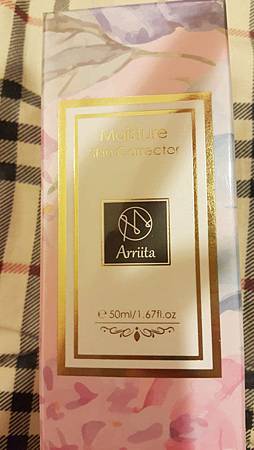 Moisture
Skin Corrector
Arriita
℮ 50ml/1.67fl.oz